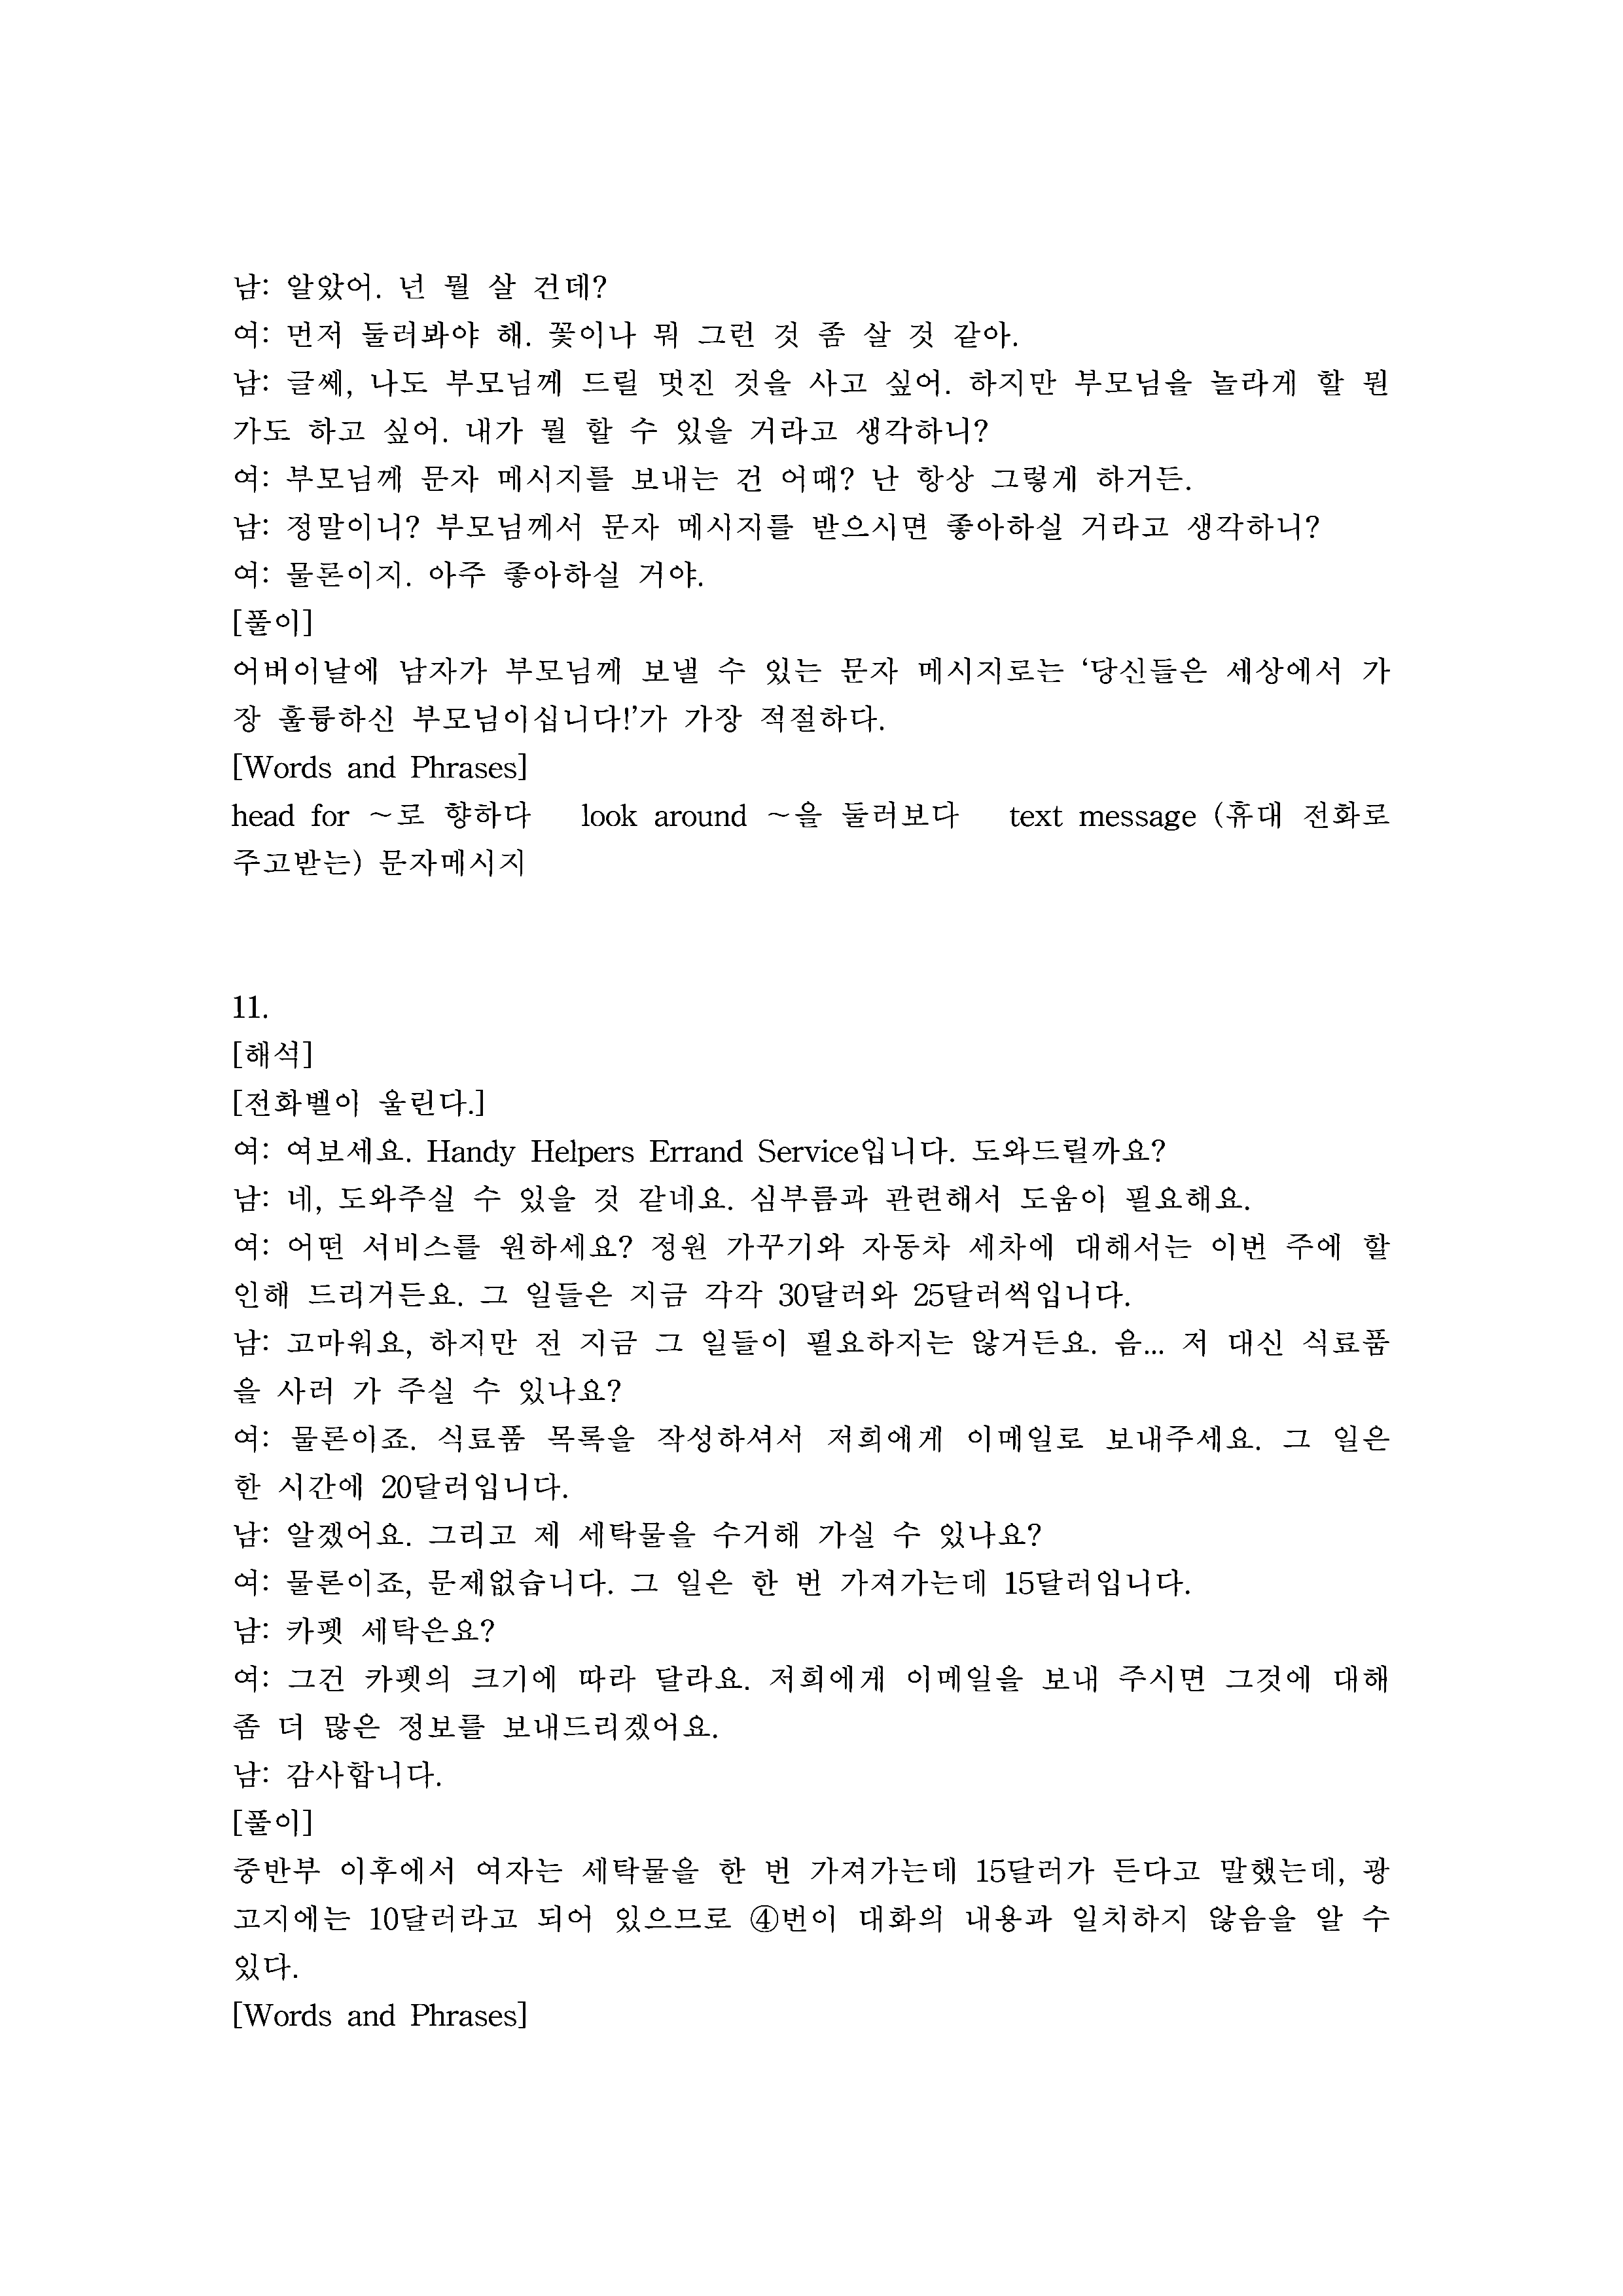 남: 알았어. 넌 뭘 살 건데?
여: 먼저 둘러봐야 해. 꽃이나 뭐 그런 것 좀 살 것 같아.
남: 글쎄, 나도 부모님께 드릴 멋진 것을 사고 싶어. 하지만 부모님을 놀라게 할 뭔
가도 하고 싶어. 내가 뭘 할 수 있을 거라고 생각하니?
여: 부모님께 문자 메시지를 보내는 건 어때? 난 항상 그렇게 하거든.
남: 정말이니? 부모님께서 문자 메시지를 받으시면 좋아하실 거라고 생각하니?
여: 물론이지. 아주 좋아하실 거야.
[풀이]
어버이날에 남자가 부모님께 보낼 수 있는 문자 메시지로는 ‘당신들은 세상에서 가
장 훌륭하신 부모님이십니다!’가 가장 적절하다.
[Words and Phrases]
head for ~로 향하다  look around ~을 둘러보다  text message (휴대 전화로
주고받는) 문자메시지
11.
[해석]
[전화벨이 울린다.]
여: 여보세요. Handy Helpers Errand Service입니다. 도와드릴까요?
남: 네, 도와주실 수 있을 것 같네요. 심부름과 관련해서 도움이 필요해요.
여: 어떤 서비스를 원하세요? 정원 가꾸기와 자동차 세차에 대해서는 이번 주에 할
인해 드리거든요. 그 일들은 지금 각각 30달러와 25달러씩입니다.
남: 고마워요, 하지만 전 지금 그 일들이 필요하지는 않거든요. 음... 저 대신 식료품
을 사러 가 주실 수 있나요?
여: 물론이죠. 식료품 목록을 작성하셔서 저희에게 이메일로 보내주세요. 그 일은
한 시간에 20달러입니다.
남: 알겠어요. 그리고 제 세탁물을 수거해 가실 수 있나요?
여: 물론이죠, 문제없습니다. 그 일은 한 번 가져가는데 15달러입니다.
남: 카펫 세탁은요?
여: 그건 카펫의 크기에 따라 달라요. 저희에게 이메일을 보내 주시면 그것에 대해
좀 더 많은 정보를 보내드리겠어요.
남: 감사합니다.
[풀이]
중반부 이후에서 여자는 세탁물을 한 번 가져가는데 15달러가 든다고 말했는데, 광
고지에는 10달러라고 되어 있으므로 ④번이 대화의 내용과 일치하지 않음을 알 수
있다.
[Words and Phrases]